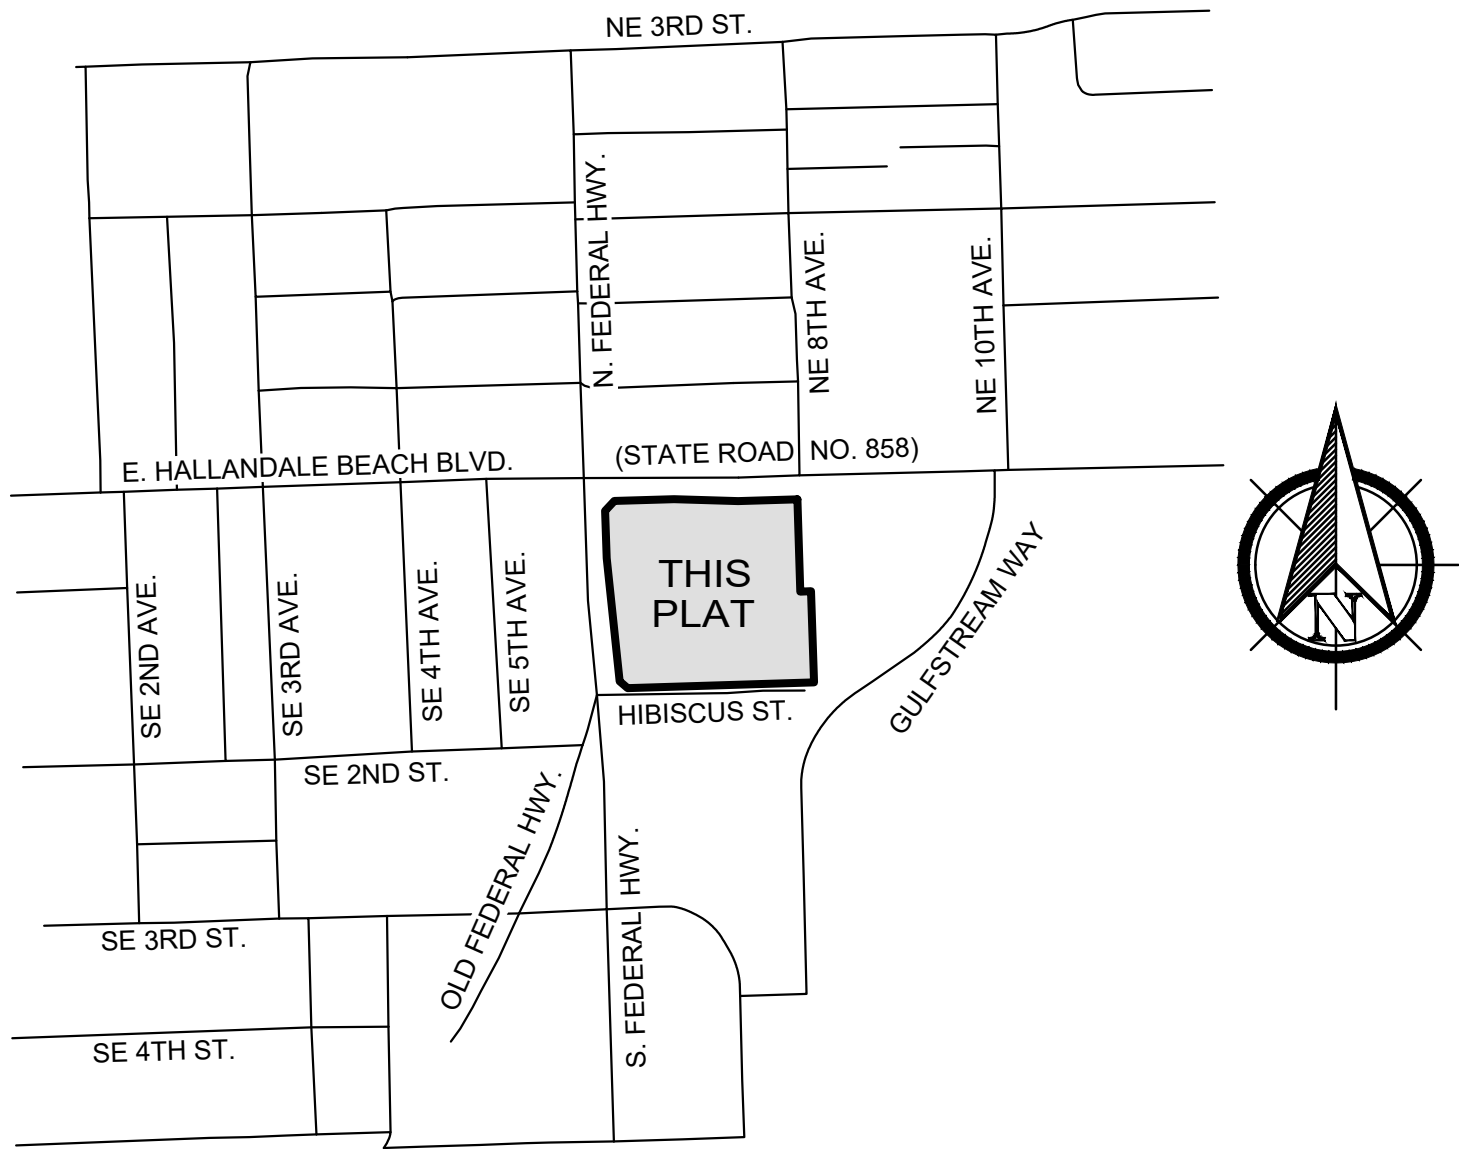 NE 3RD ST.
N. FEDERAL HWY.
NE 8TH AVE.
NE 10TH AVE.
E. HALLANDALE BEACH BLVD.
(STATE ROAD NO. 858)
THIS
PLAT
SE 2ND AVE.
SE 3RD AVE.
SE 4TH AVE.
SE 5TH AVE.
GULFSTREAM WAY
N
HIBISCUS ST.
SE 2ND ST.
OLD FEDERAL HWY.
S. FEDERAL HWY.
SE 3RD ST.
SE 4TH ST.